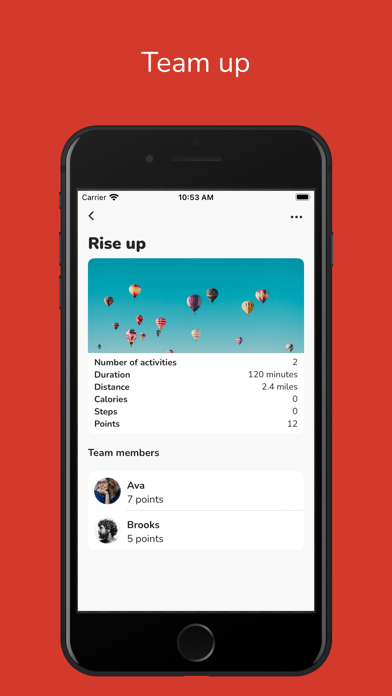 Team up
Carrier 10:53 AM
Rise up
Number of activities 2
Duration 120 minutes
Distance 2.4 miles
Calories 0
Steps 0
Points 12
Team members
Ava
7 points
Brooks
5 points